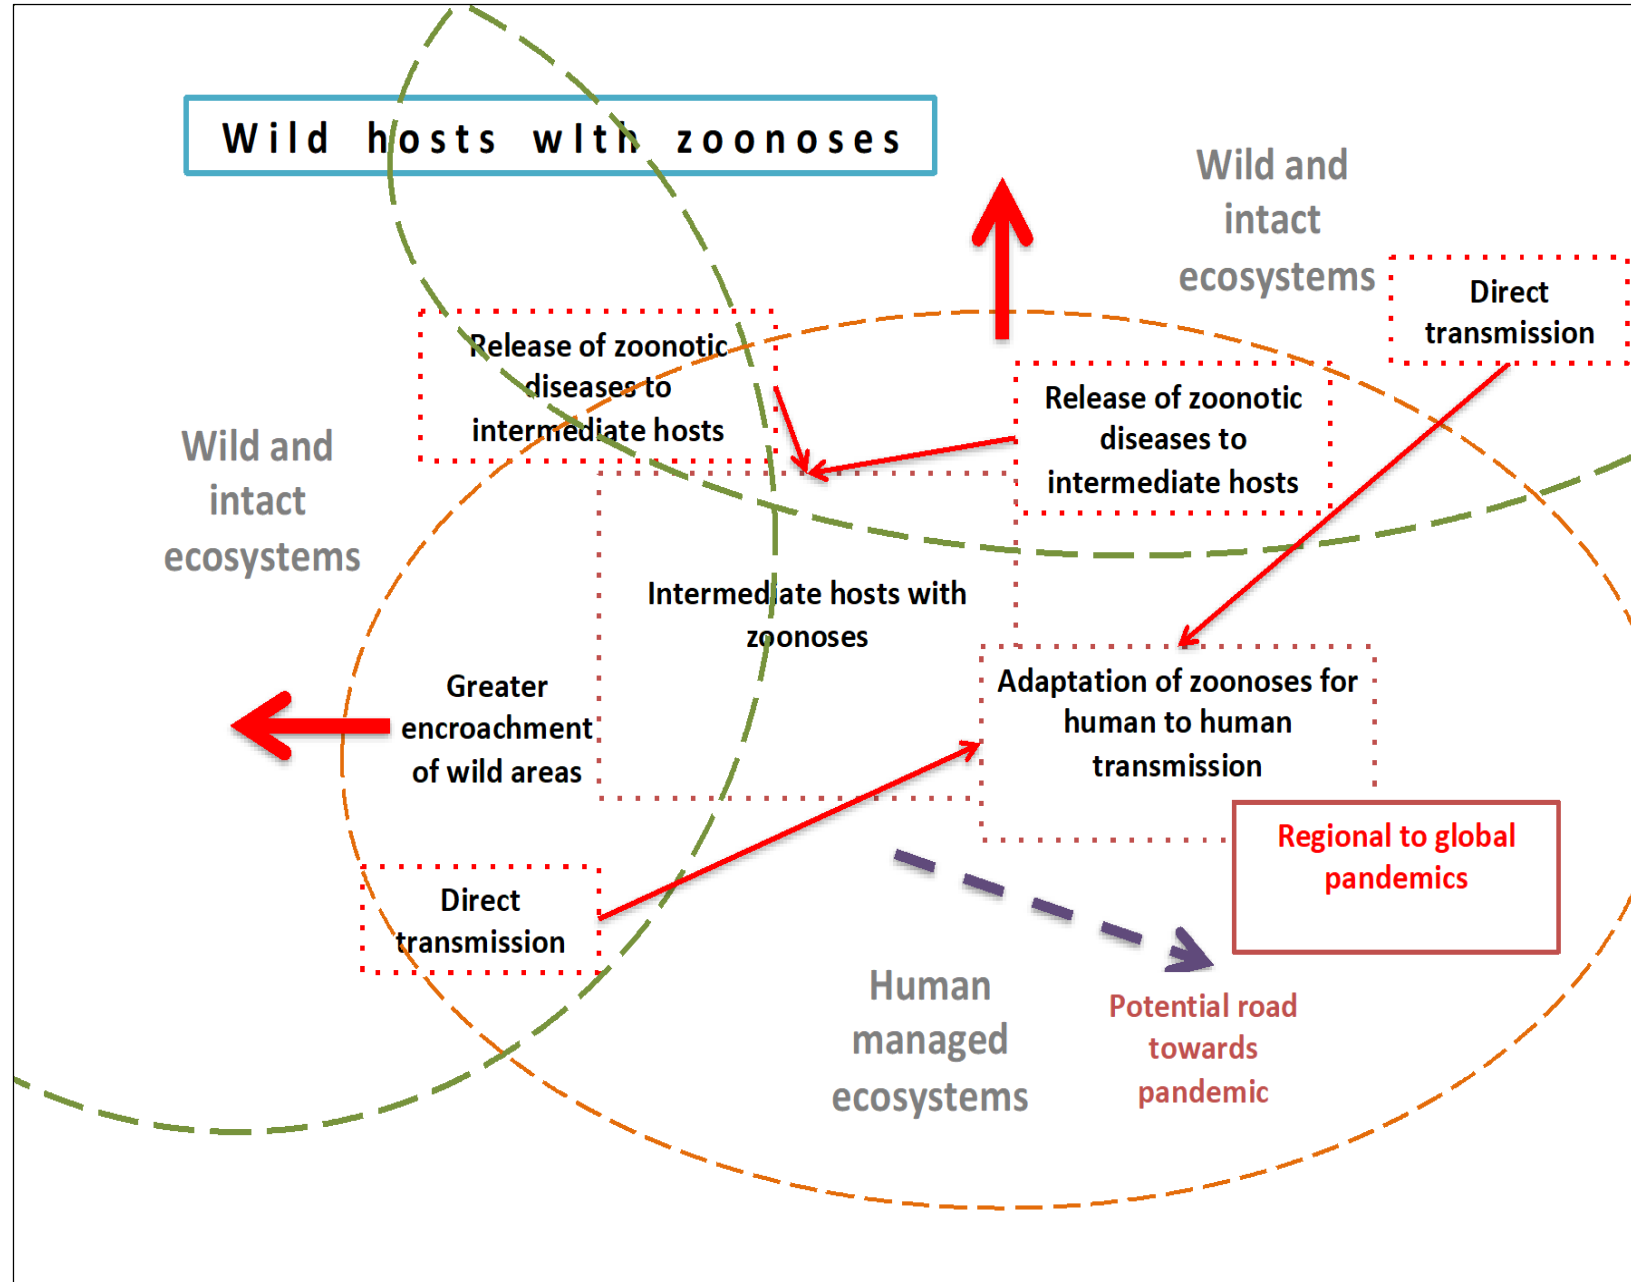 Wild hosts wIth zoonoses
Wild and
intact
ecosystems
Direct
transmission
Release of zoonotic
diseases to
intermediate hosts
Release of zoonotic
diseases to
intermediate hosts
Wild and
intact
ecosystems
Intermediate hosts with
zoonoses
Greater
encroachment
of wild areas
Adaptation of zoonoses for
human to human
transmission
Regional to global
pandemics
Direct
transmission
Human
managed
ecosystems
Potential road
towards
pandemic